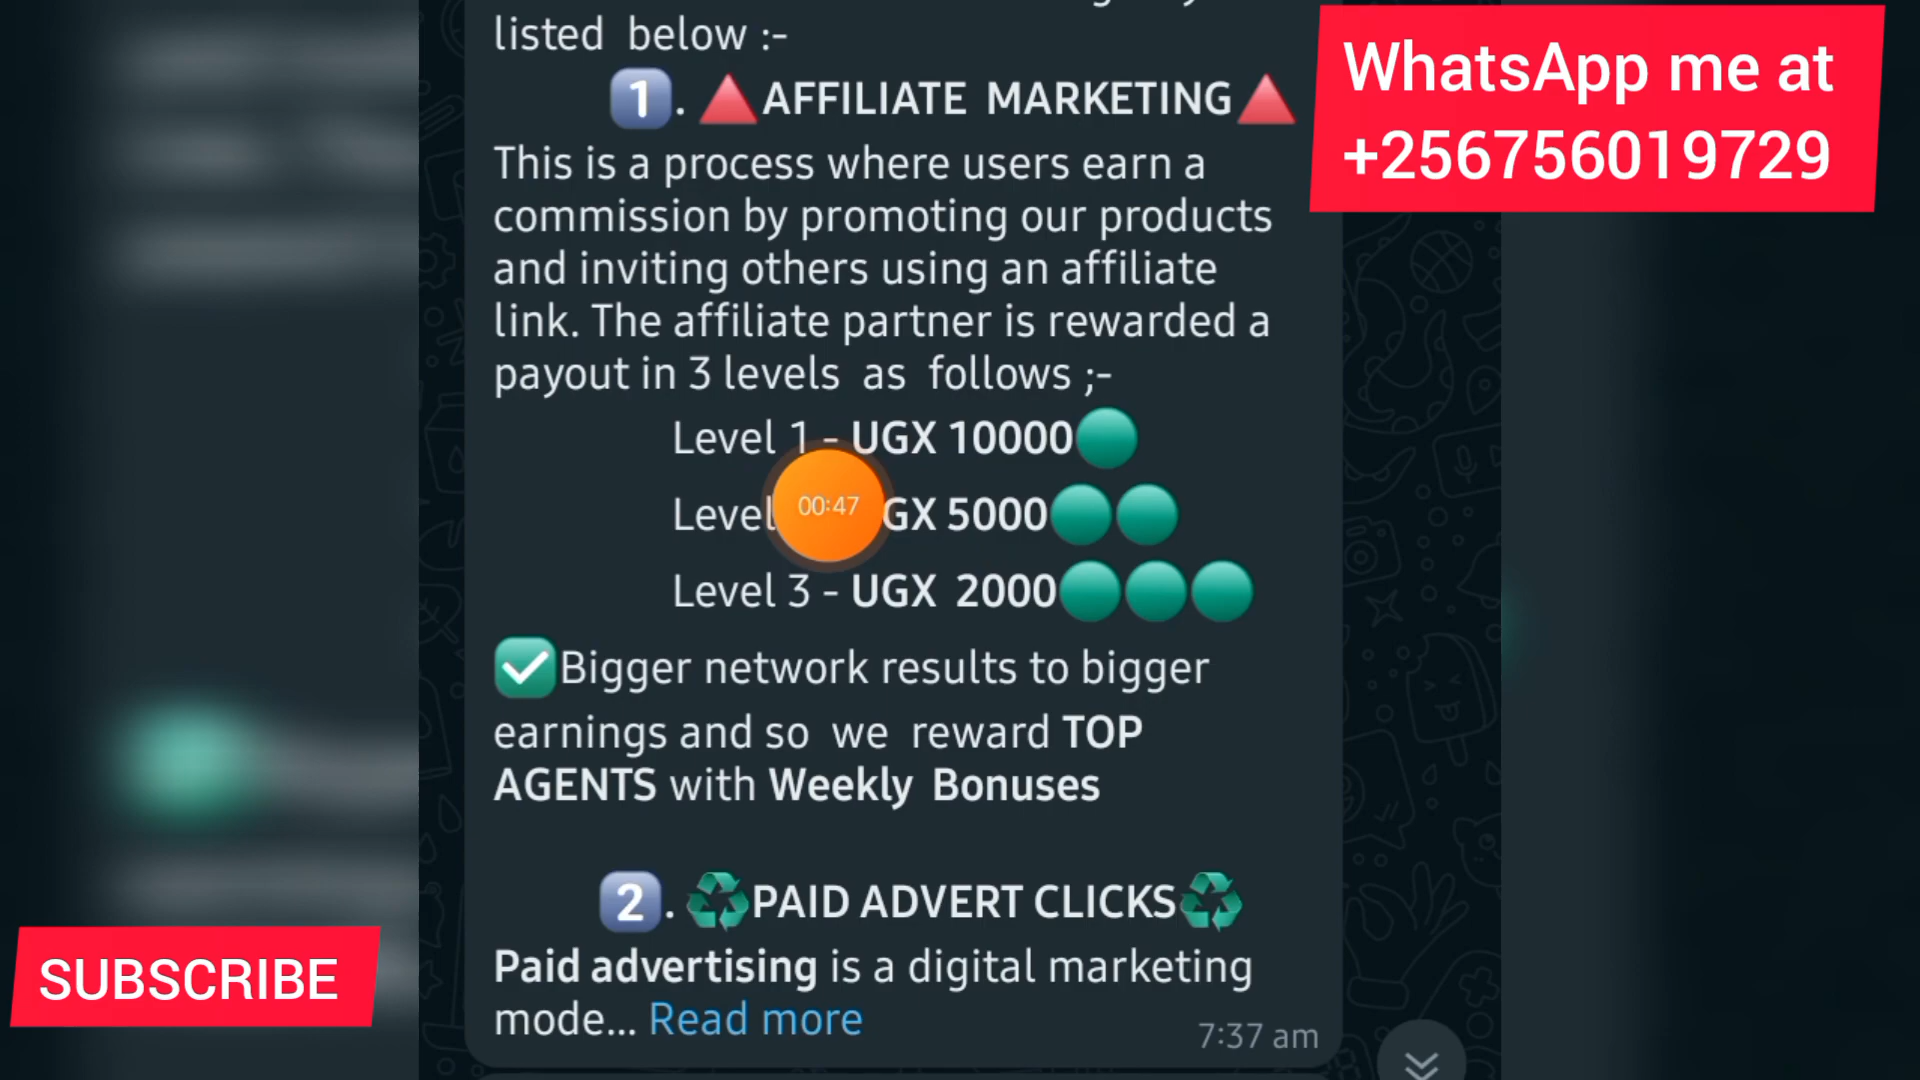 listed below :-
WhatsApp me at
+256756019729
1. 🔺AFFILIATE MARKETING🔺
This is a process where users earn a
commission by promoting our products
and inviting others using an affiliate
link. The affiliate partner is rewarded a
payout in 3 levels as follows ;-
Level 1 - UGX 10000
00:47
Level GX 5000
Level 3 - UGX 2000
✅Bigger network results to bigger
earnings and so we reward TOP
AGENTS with Weekly Bonuses
2. ♻PAID ADVERT CLICKS♻
Paid advertising is a digital marketing
mode... Read more
7:37 am
SUBSCRIBE